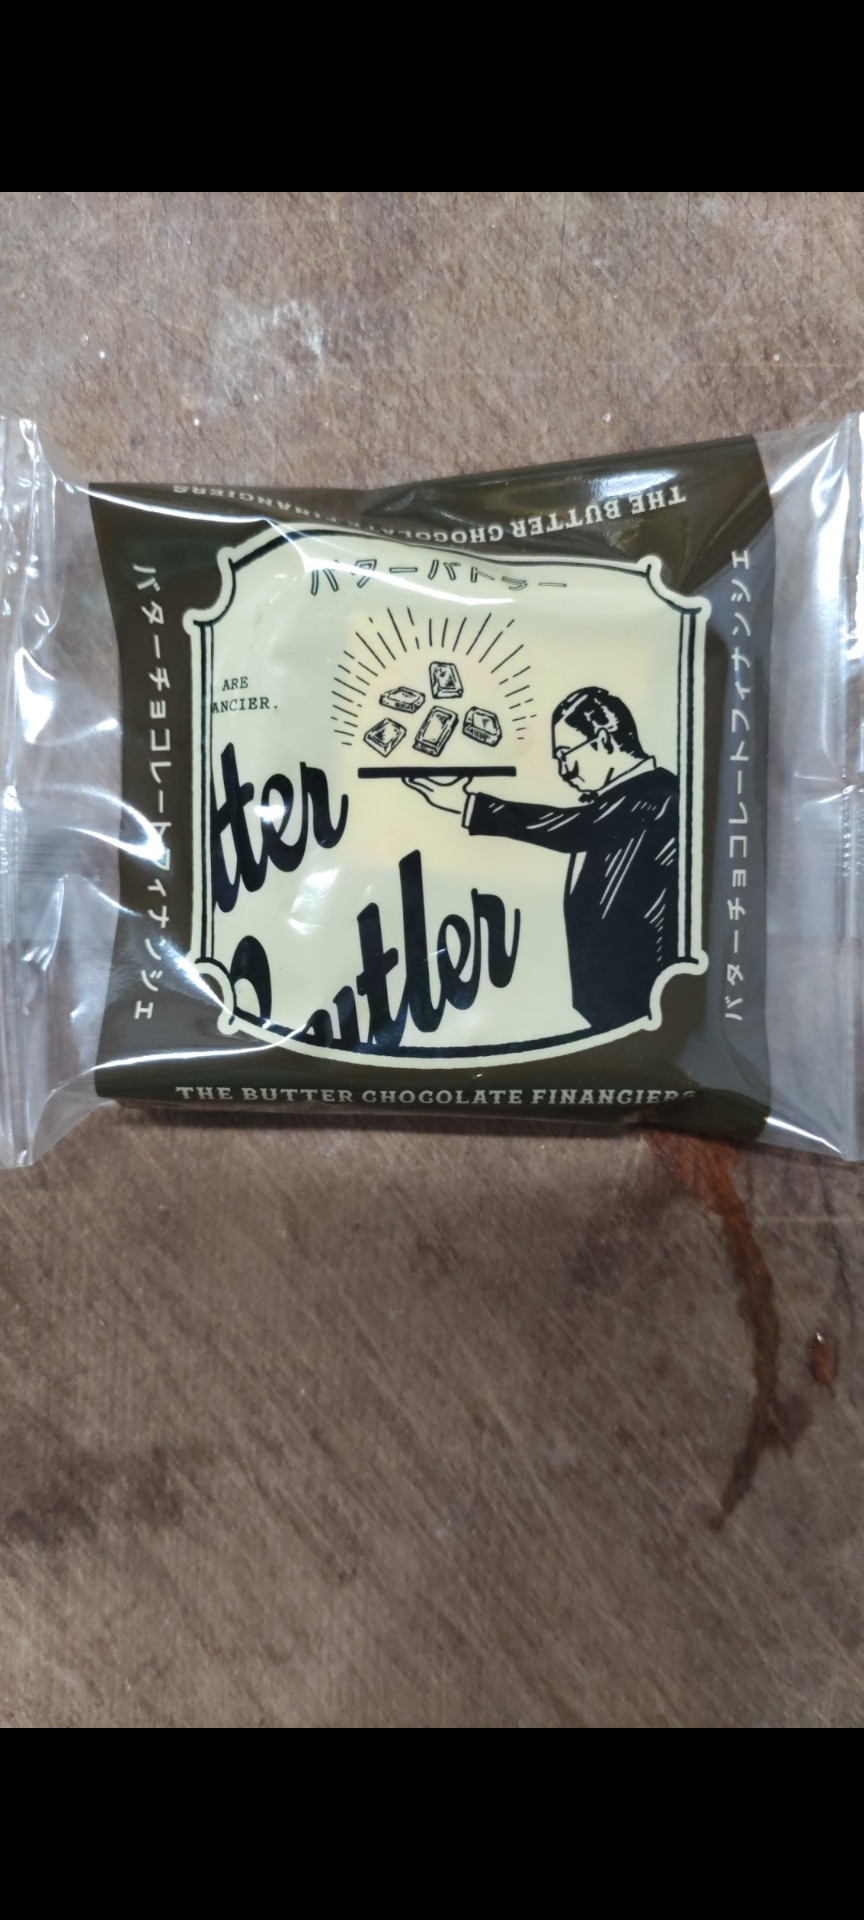 THE BUTTER CHOCOLATE FINANCIERS
バターバトラー
バターチョコレートフィナンシェ
バターチョコレートフィナンシェ
ARE
ANCIER.
tter
Butler
THE BUTTER CHOCOLATE FINANCIERS